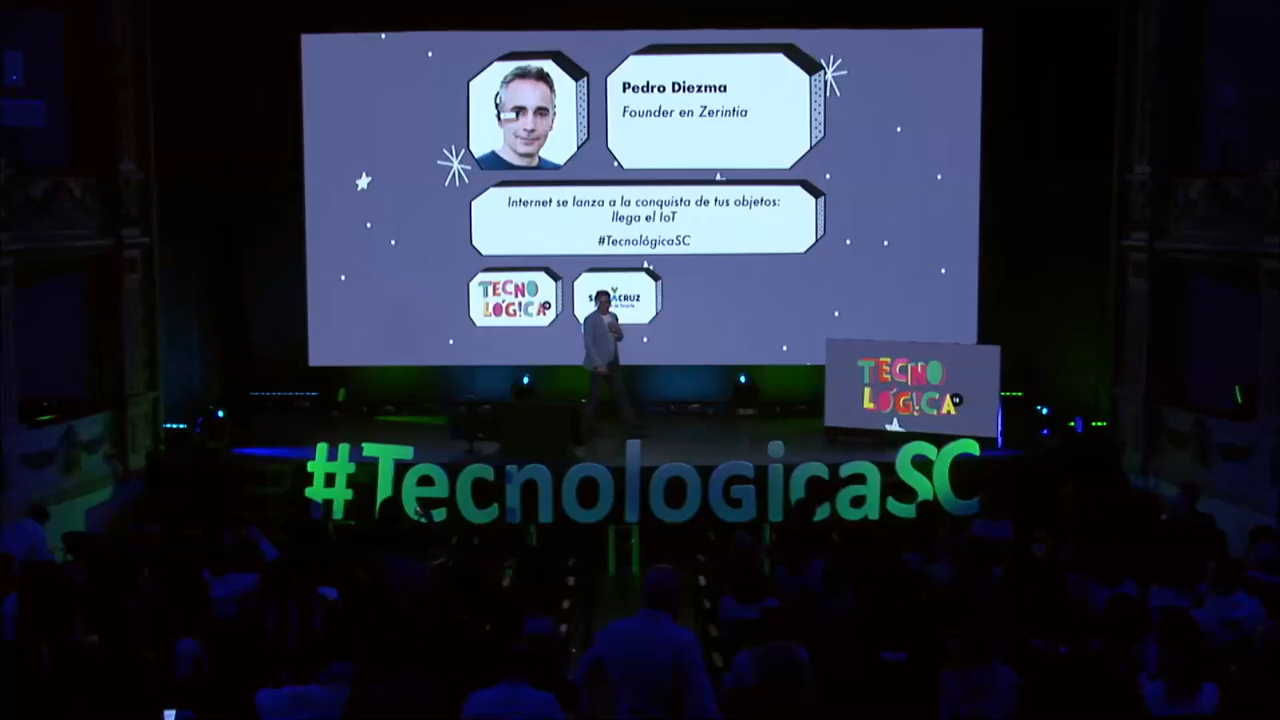 Pedro Diezma
Founder en Zerintia
Internet se lanza a la conquista de tus objetos:
llega el IoT
#TecnológicaSC
TECNO
LÓG!CA
TECNO
LÓG!CA
#TecnologicaSC